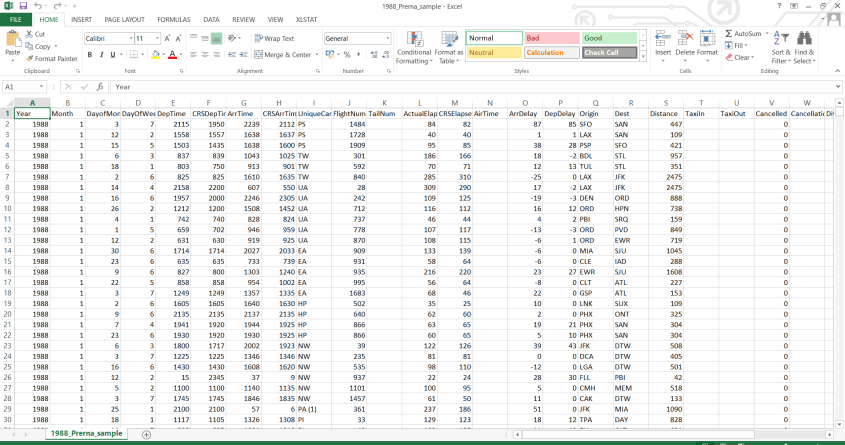 1988_Prerna_sample - Excel
FILE HOME INSERT PAGE LAYOUT FORMULAS DATA REVIEW VIEW XLSTAT
Cut Calibri 11 Wrap Text General Normal Bad Good AutoSum
Copy Fill
Paste Format Painter Merge & Center Conditional Formatting Format as Table Neutral Calculation Check Cell Insert Delete Format Clear Sort & Filter Find & Select
Clipboard Font Alignment Number Styles Cells Editing
A1 fx Year
A B C D E F G H I J K L M N O P Q R S T U V W
1 Year Month DayofMon DayOfWee DepTime CRSDepTir ArrTime CRSArrTim UniqueCar FlightNum TailNum ActualElap CRSElapse AirTime ArrDelay DepDelay Origin Dest Distance TaxiIn TaxiOut Cancelled Cancellatic Di
2 1988 1 3 7 2115 1950 2239 2112 PS 1484 84 82 87 85 SFO SAN 447 0
3 1988 1 12 2 1558 1557 1638 1637 PS 1728 40 40 1 1 LAX SAN 109 0
4 1988 1 15 5 1503 1435 1638 1600 PS 1909 95 85 38 28 PSP SFO 421 0
5 1988 1 6 3 837 839 1043 1025 TW 301 186 166 18 -2 BDL STL 957 0
6 1988 1 18 1 803 750 913 901 TW 592 70 71 12 13 TUL STL 351 0
7 1988 1 2 6 825 825 1610 1635 TW 840 285 310 -25 0 LAX JFK 2475 0
8 1988 1 14 4 2158 2200 607 550 UA 28 309 290 17 -2 LAX JFK 2475 0
9 1988 1 16 6 1957 2000 2246 2305 UA 242 109 125 -19 -3 DEN ORD 888 0
10 1988 1 26 2 1212 1200 1508 1452 UA 712 116 112 16 12 ORD HPN 738 0
11 1988 1 4 1 742 740 828 824 UA 737 46 44 4 2 PBI SRQ 159 0
12 1988 1 1 5 659 702 946 959 UA 778 107 117 -13 -3 ORD PVD 849 0
13 1988 1 12 2 631 630 919 925 UA 870 108 115 -6 1 ORD EWR 719 0
14 1988 1 30 6 1714 1714 2027 2033 EA 909 133 139 -6 0 MIA SJU 1045 0
15 1988 1 23 6 635 635 733 739 EA 931 58 64 -6 0 CLE IAD 288 0
16 1988 1 9 6 827 800 1303 1240 EA 935 216 220 23 27 EWR SJU 1608 0
17 1988 1 22 5 858 858 954 1002 EA 995 56 64 -8 0 CLT ATL 227 0
18 1988 1 3 7 1249 1249 1357 1335 EA 1683 68 46 22 0 GSP ATL 153 0
19 1988 1 2 6 1605 1605 1640 1630 HP 502 35 25 10 0 LNK SUX 109 0
20 1988 1 9 6 2135 2135 2137 2135 HP 640 62 60 2 0 PHX ONT 325 0
21 1988 1 7 4 1941 1920 1944 1925 HP 866 63 65 19 21 PHX SAN 304 0
22 1988 1 23 6 1930 1920 1930 1925 HP 866 60 65 5 10 PHX SAN 304 0
23 1988 1 6 3 1800 1717 2002 1923 NW 39 122 126 39 43 JFK DTW 508 0
24 1988 1 3 7 1225 1225 1346 1346 NW 235 81 81 0 0 DCA DTW 405 0
25 1988 1 16 6 1430 1430 1608 1620 NW 535 98 110 -12 0 LGA DTW 501 0
26 1988 1 12 2 15 2345 37 9 NW 937 22 24 28 30 FLL PBI 42 0
27 1988 1 5 2 1100 1100 1140 1135 NW 1101 100 95 5 0 CMH MEM 518 0
28 1988 1 3 7 1745 1745 1846 1835 NW 1457 61 50 11 0 CAK DTW 133 0
29 1988 1 25 1 2100 2100 57 6 PA (1) 361 237 186 51 0 JFK MIA 1090 0
30 1988 1 18 1 1117 1105 1326 1308 PI 33 129 123 18 12 TPA DAY 828 0
1988_Prerna_sample